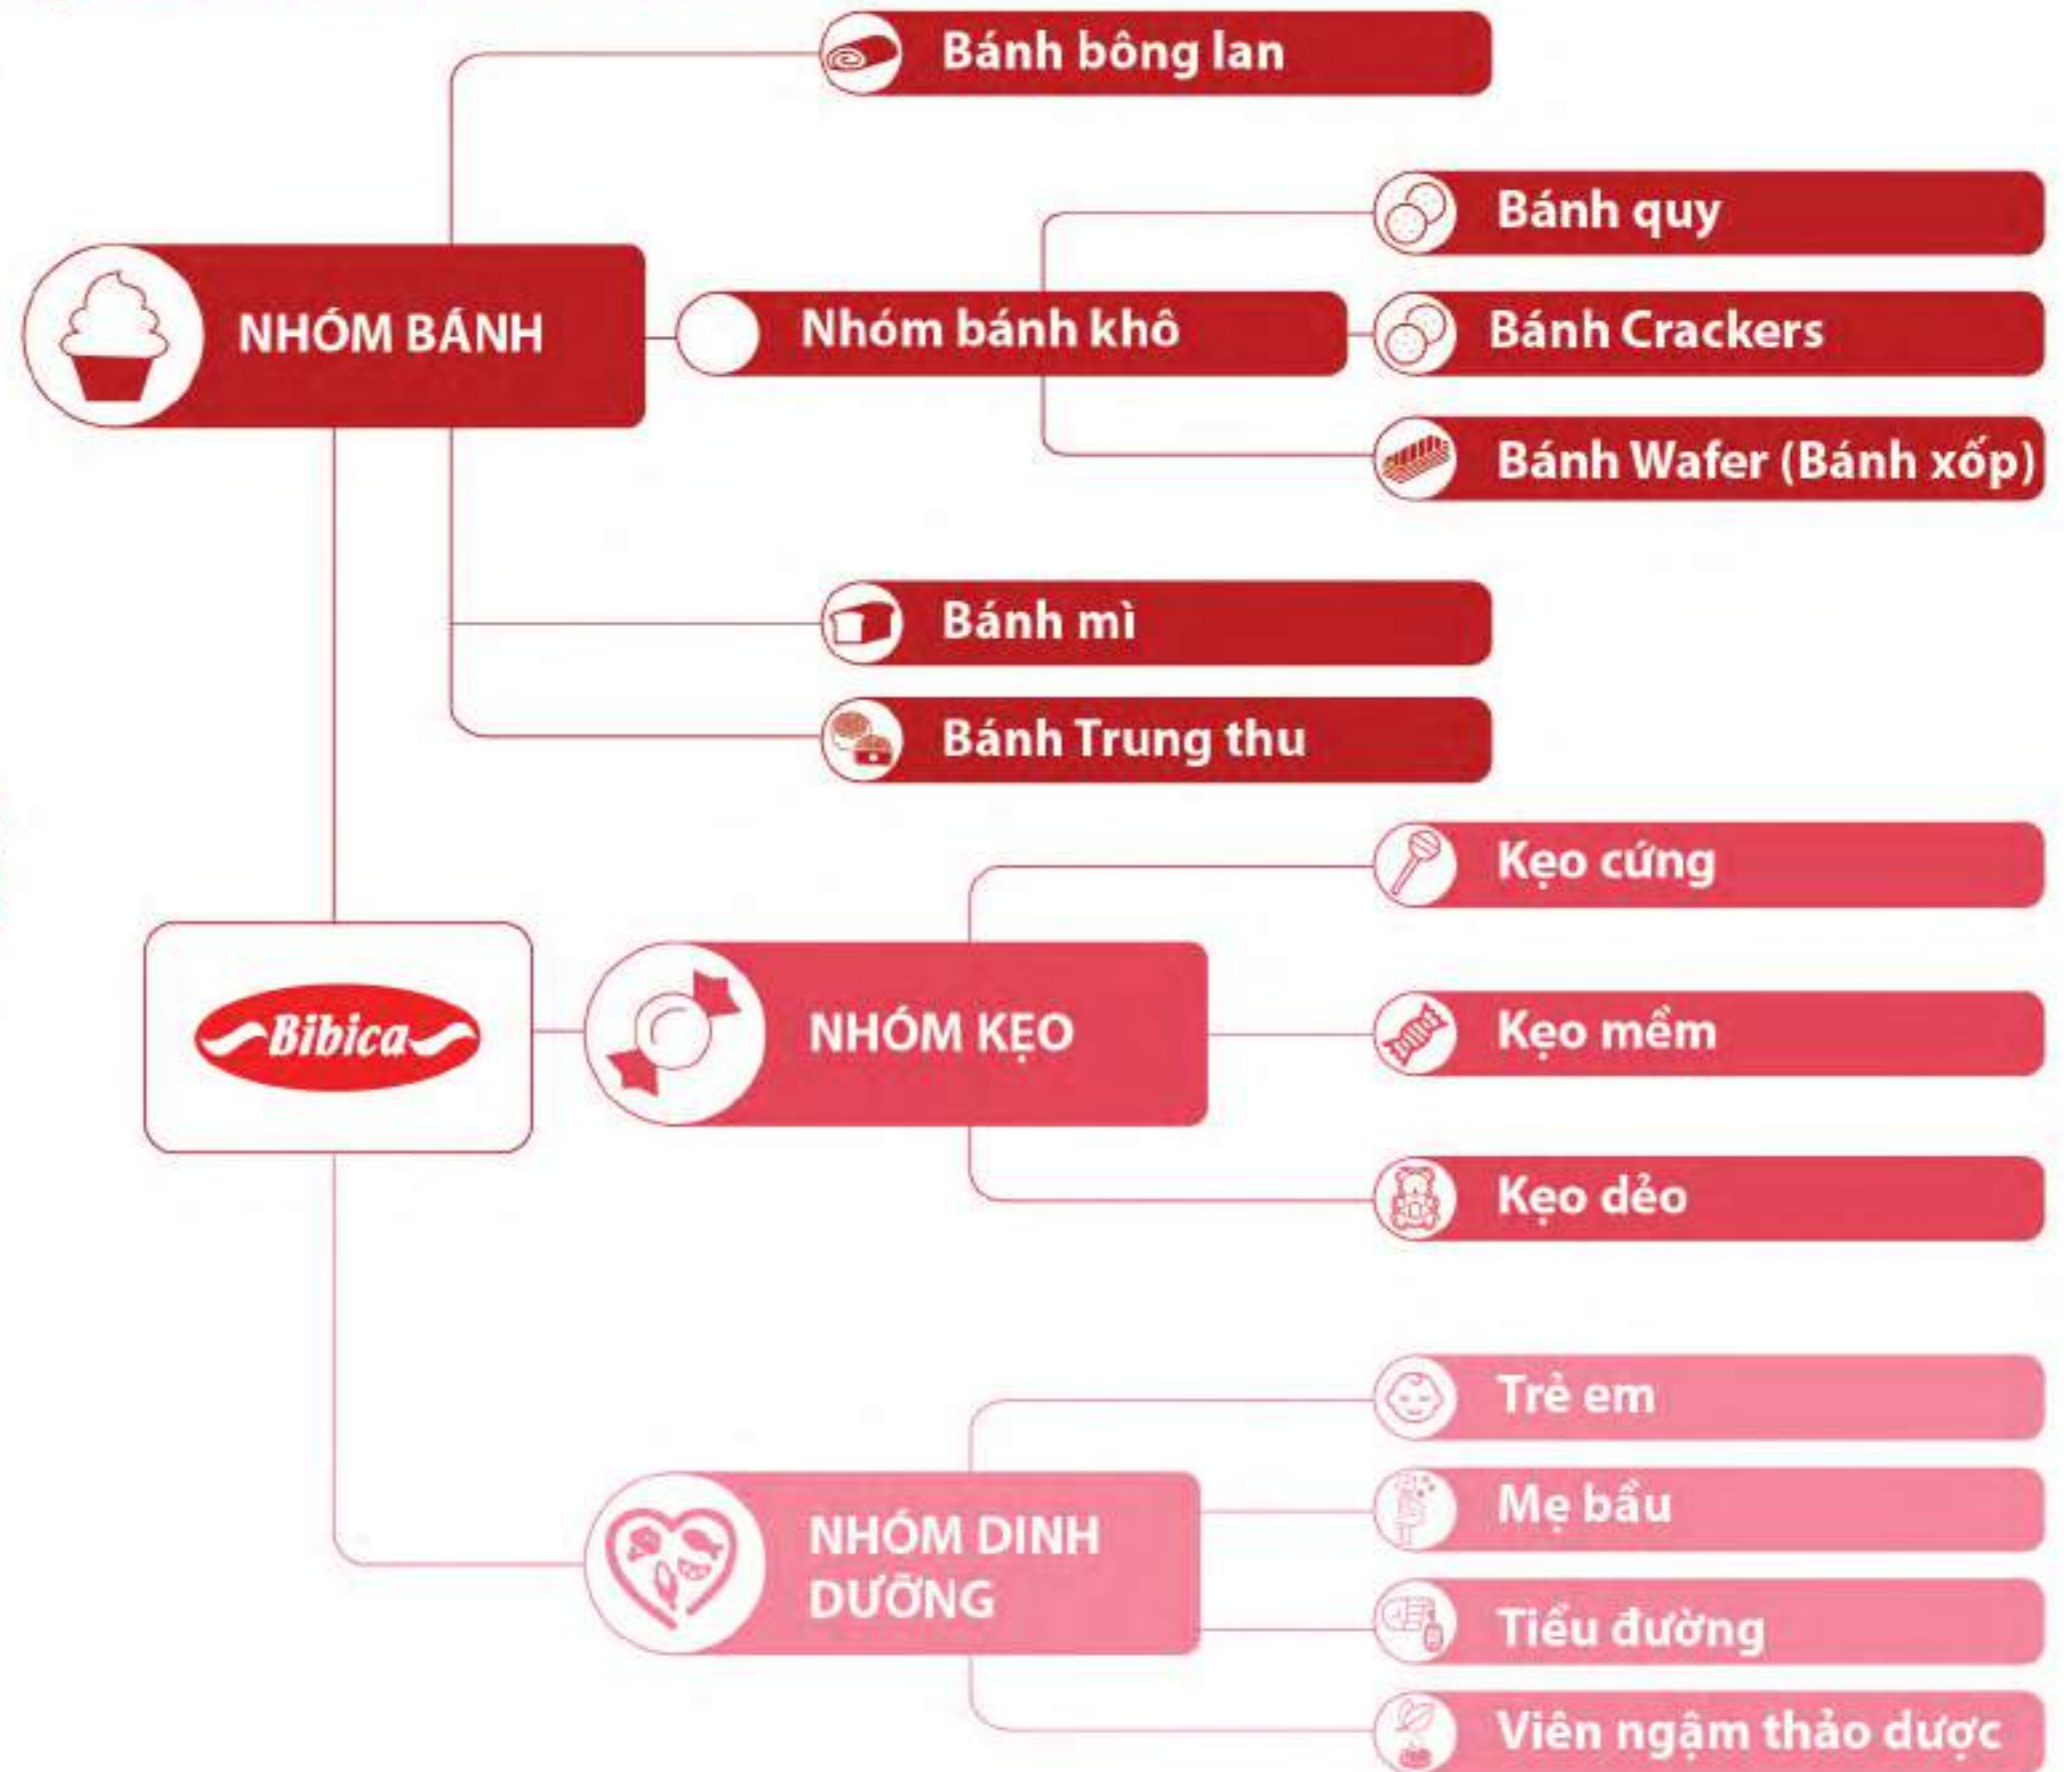 Bánh bông lan
Bánh quy
NHÓM BÁNH
Nhóm bánh khô
Bánh Crackers
Bánh Wafer (Bánh xốp)
Bánh mì
Bánh Trung thu
Kẹo cứng
Bibica
NHÓM KẸO
Kẹo mềm
Kẹo dẻo
Trẻ em
Mẹ bầu
NHÓM DINH
DƯỠNG
Tiểu đường
Viên ngậm thảo dược